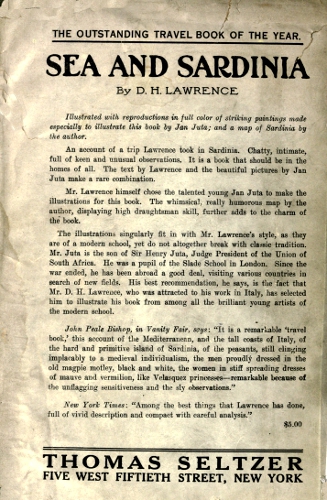 THE OUTSTANDING TRAVEL BOOK OF THE YEAR.
SEA AND SARDINIA
By D. H. LAWRENCE
Illustrated with reproductions in full color of striking paintings made
especially to illustrate this book by Jan Juta; and a map of Sardinia by
the author.
An account of a trip Lawrence took in Sardinia. Chatty, intimate,
full of keen and unusual observations. It is a book that should be in the
homes of all. The text by Lawrence and the beautiful pictures by Jan
Juta make a rare combination.
Mr. Lawrence himself chose the talented young Jan Juta to make the
illustrations for this book. The whimsical, really humorous map by the
author, displaying high draughtsman skill, further adds to the charm of
the book.
The illustrations singularly fit in with Mr. Lawrence's style, as they
are of a modern school, yet do not altogether break with classic tradition.
Mr. Juta is the son of Sir Henry Juta, Judge President of the Union of
South Africa. He was a pupil of the Slade School in London. Since the
war ended, he has been abroad a good deal, visiting various countries
in search of new fields. His best recommendation, he says, is the fact that
Mr. D. H. Lawrence, who was attracted to his work in Italy, has selected
him to illustrate his book from among all the brilliant young artists of
the modern school.
John Peale Bishop, in Vanity Fair, says: "It is a remarkable 'travel
book,' this account of the Mediterranean, and the tall coasts of Italy, of
the hard and primitive island of Sardinia, of the peasants, still clinging
implacably to a medieval individualism, the men proudly dressed in the
old magpie motley, black and white, the women in stiff spreading dresses
of mauve and vermilion, like Velazquez princesses—remarkable because of
the unflagging sensitiveness and the sly observations."
New York Times: "Among the best things that Lawrence has done,
full of vivid description and compact with careful analysis."
$5.00
THOMAS SELTZER
FIVE WEST FIFTIETH STREET, NEW YORK